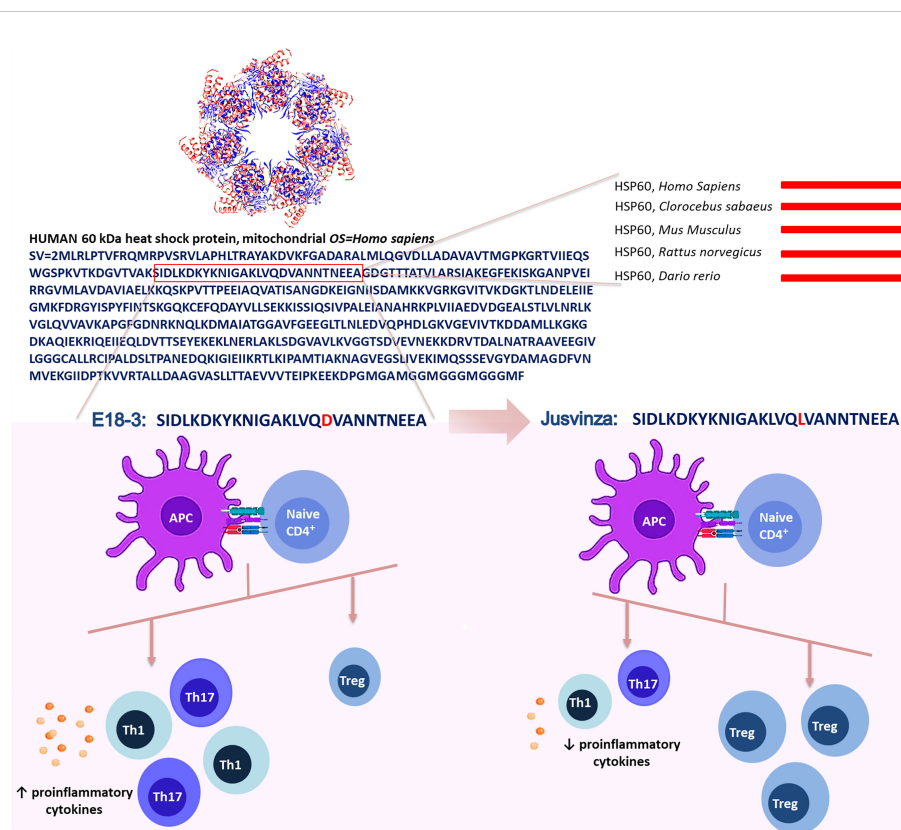 HSP60, Homo Sapiens
HSP60, Clorocebus sabaeus
HSP60, Mus Musculus
HSP60, Rattus norvegicus
HSP60, Dario rerio
HUMAN 60 kDa heat shock protein, mitochondrial OS=Homo sapiens
SV=2MLRLPTVFRQMRPVSRVLAPHLTRAYAKDVKFGADARALMLQGVDLLADAVAVTMGPKGRTVIIEQS
WGSPKVTKDGVTVAKSIDLKDKYKNIGAKLVQDVANNTNEEAGDGTTTATVLARSIAKEGFEKISKGANPVEI
RRGVMLAVDAVIAELKKQSKPVTTPEEIAQVATISANGDKEIGNIISDAMKKVGRKGVITVKDGKTLNDELEIIE
GMKFDRGYISPYFINTSKGQKCEFQDAYVLLSEKKISSIQSIVPALEIANAHRKPLVIIAEDVDGEALSTLVLNRLK
VGLQVVAVKAPGFGDNRKNQLKDMAIATGGAVFGEEGLTLNLEDVQPHDLGKVGEVIVTKDDAMLLKGKG
DKAQIEKRIQEIIEQLDVTTSEYEKEKLNERLAKLSDGVAVLKVGGTSDVEVNEKKDRVTDALNATRAAVEEGIV
LGGGCALLRCIPALDSLTPANEDQKIGIEIIKRTLKIPAMTIAKNAGVEGSLIVEKIMQSSSEVGYDAMAGDFVN
MVEKGIIDPTKVVRTALLDAAGVASLLTTAEVVVTEIPKEEKDPGMGAMGGMGGGMGGGMF
E18-3: SIDLKDKYKNIGAKLVQDVANNTNEEA
Jusvinza: SIDLKDKYKNIGAKLVQLVANNTNEEA
APC
Naive
CD4+
APC
Naive
CD4+
Th17
Treg
Th1
Th1
Th17
↑ proinflammatory
cytokines
Th17
Th1
↓ proinflammatory
cytokines
Treg
Treg
Treg